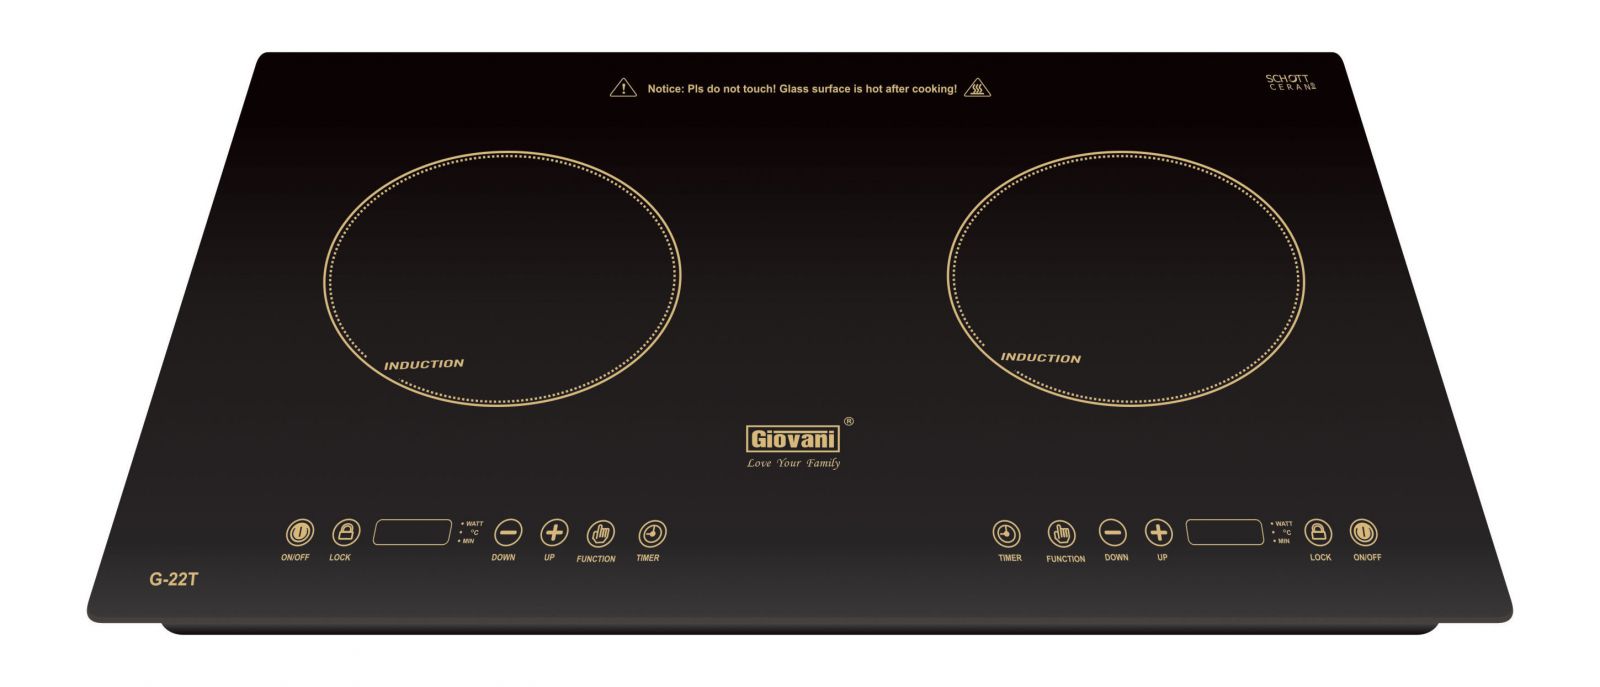 Notice: Pls do not touch! Glass surface is hot after cooking!
SCHOTT
CERAN®
INDUCTION
INDUCTION
Giovani®
Love Your Family
• WATT
• °C
• MIN
ON/OFF LOCK DOWN UP FUNCTION TIMER
• WATT
• °C
• MIN
TIMER FUNCTION DOWN UP LOCK ON/OFF
G-22T